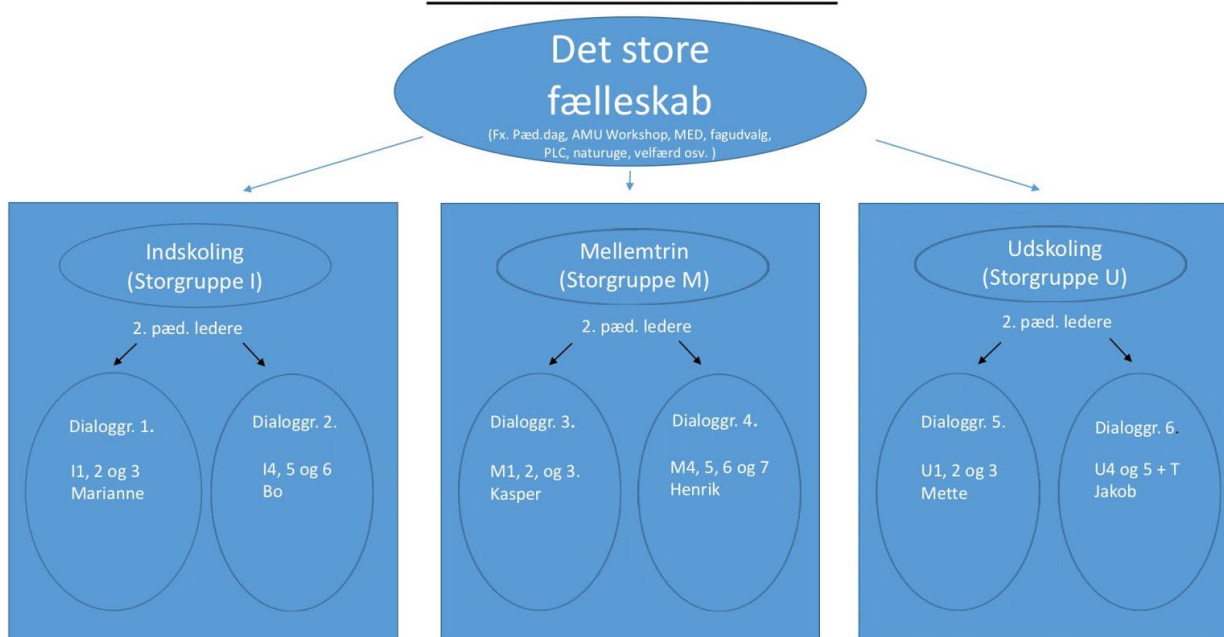 Det store
fælleskab
(Fx. Pæd.dag, AMU Workshop, MED, fagudvalg,
PLC, naturuge, velfærd osv. )
Indskoling
(Storgruppe I)
2. pæd. ledere
Dialoggr. 1.
I1, 2 og 3
Marianne
Dialoggr. 2.
I4, 5 og 6
Bo
Mellemtrin
(Storgruppe M)
2. pæd. ledere
Dialoggr. 3.
M1, 2, og 3.
Kasper
Dialoggr. 4.
M4, 5, 6 og 7
Henrik
Udskoling
(Storgruppe U)
2. pæd. ledere
Dialoggr. 5.
U1, 2 og 3
Mette
Dialoggr. 6.
U4 og 5 + T
Jakob